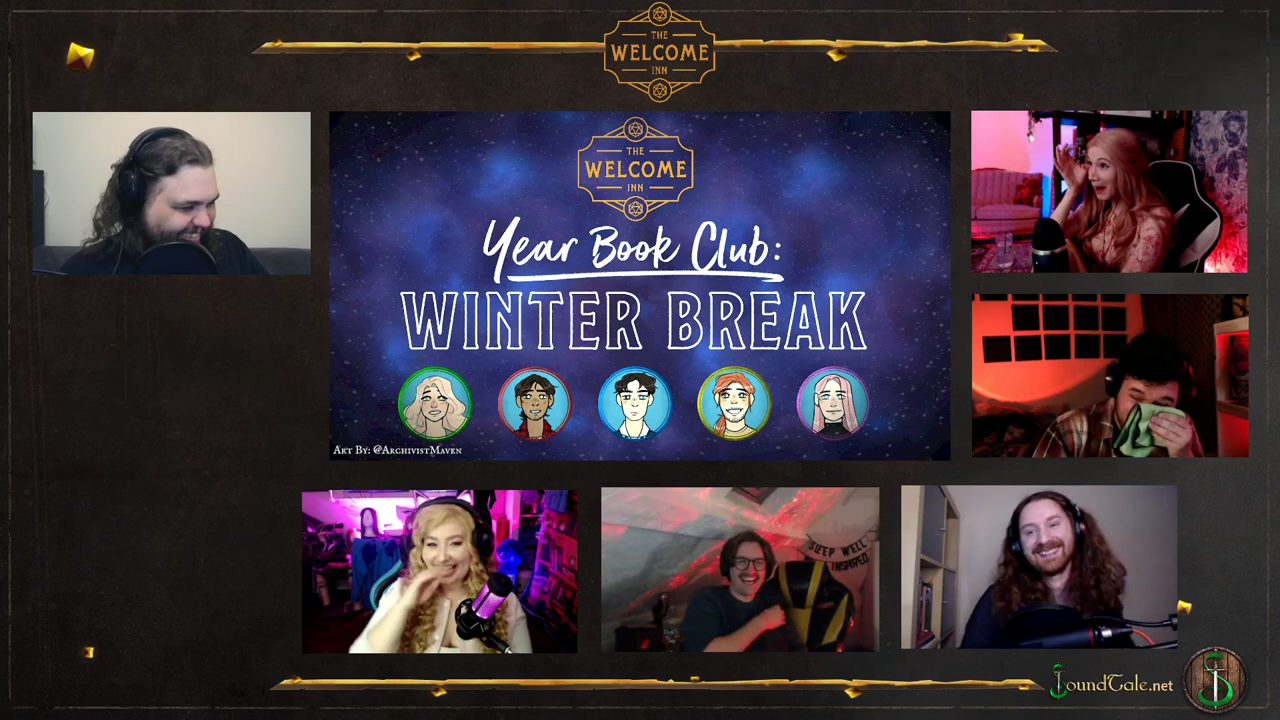 THE
WELCOME
INN
THE
WELCOME
INN
Year Book Club:
WINTER BREAK
ART BY: @ARCHIVISTMAVEN
SLEEP WELL
INSPIRED
SoundTale.net